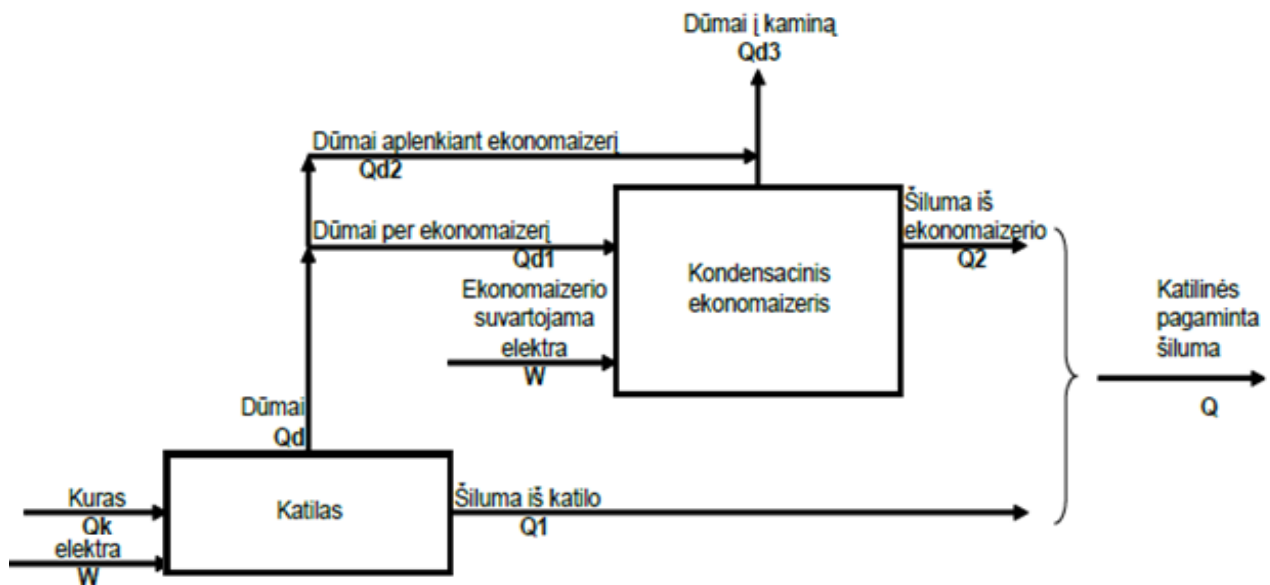 Dūmai į kaminą
Qd3
Dūmai aplenkiant ekonomaizerį
Qd2
Dūmai per ekonomaizerį
Qd1
Šiluma iš
ekonomaizerio
Q2
Kondensacinis
ekonomaizeris
Ekonomaizerio
suvartojama
elektra
W
Katilinės
pagaminta
šiluma
Q
Dūmai
Qd
Kuras
Qk
elektra
W
Katilas
Šiluma iš katilo
Q1